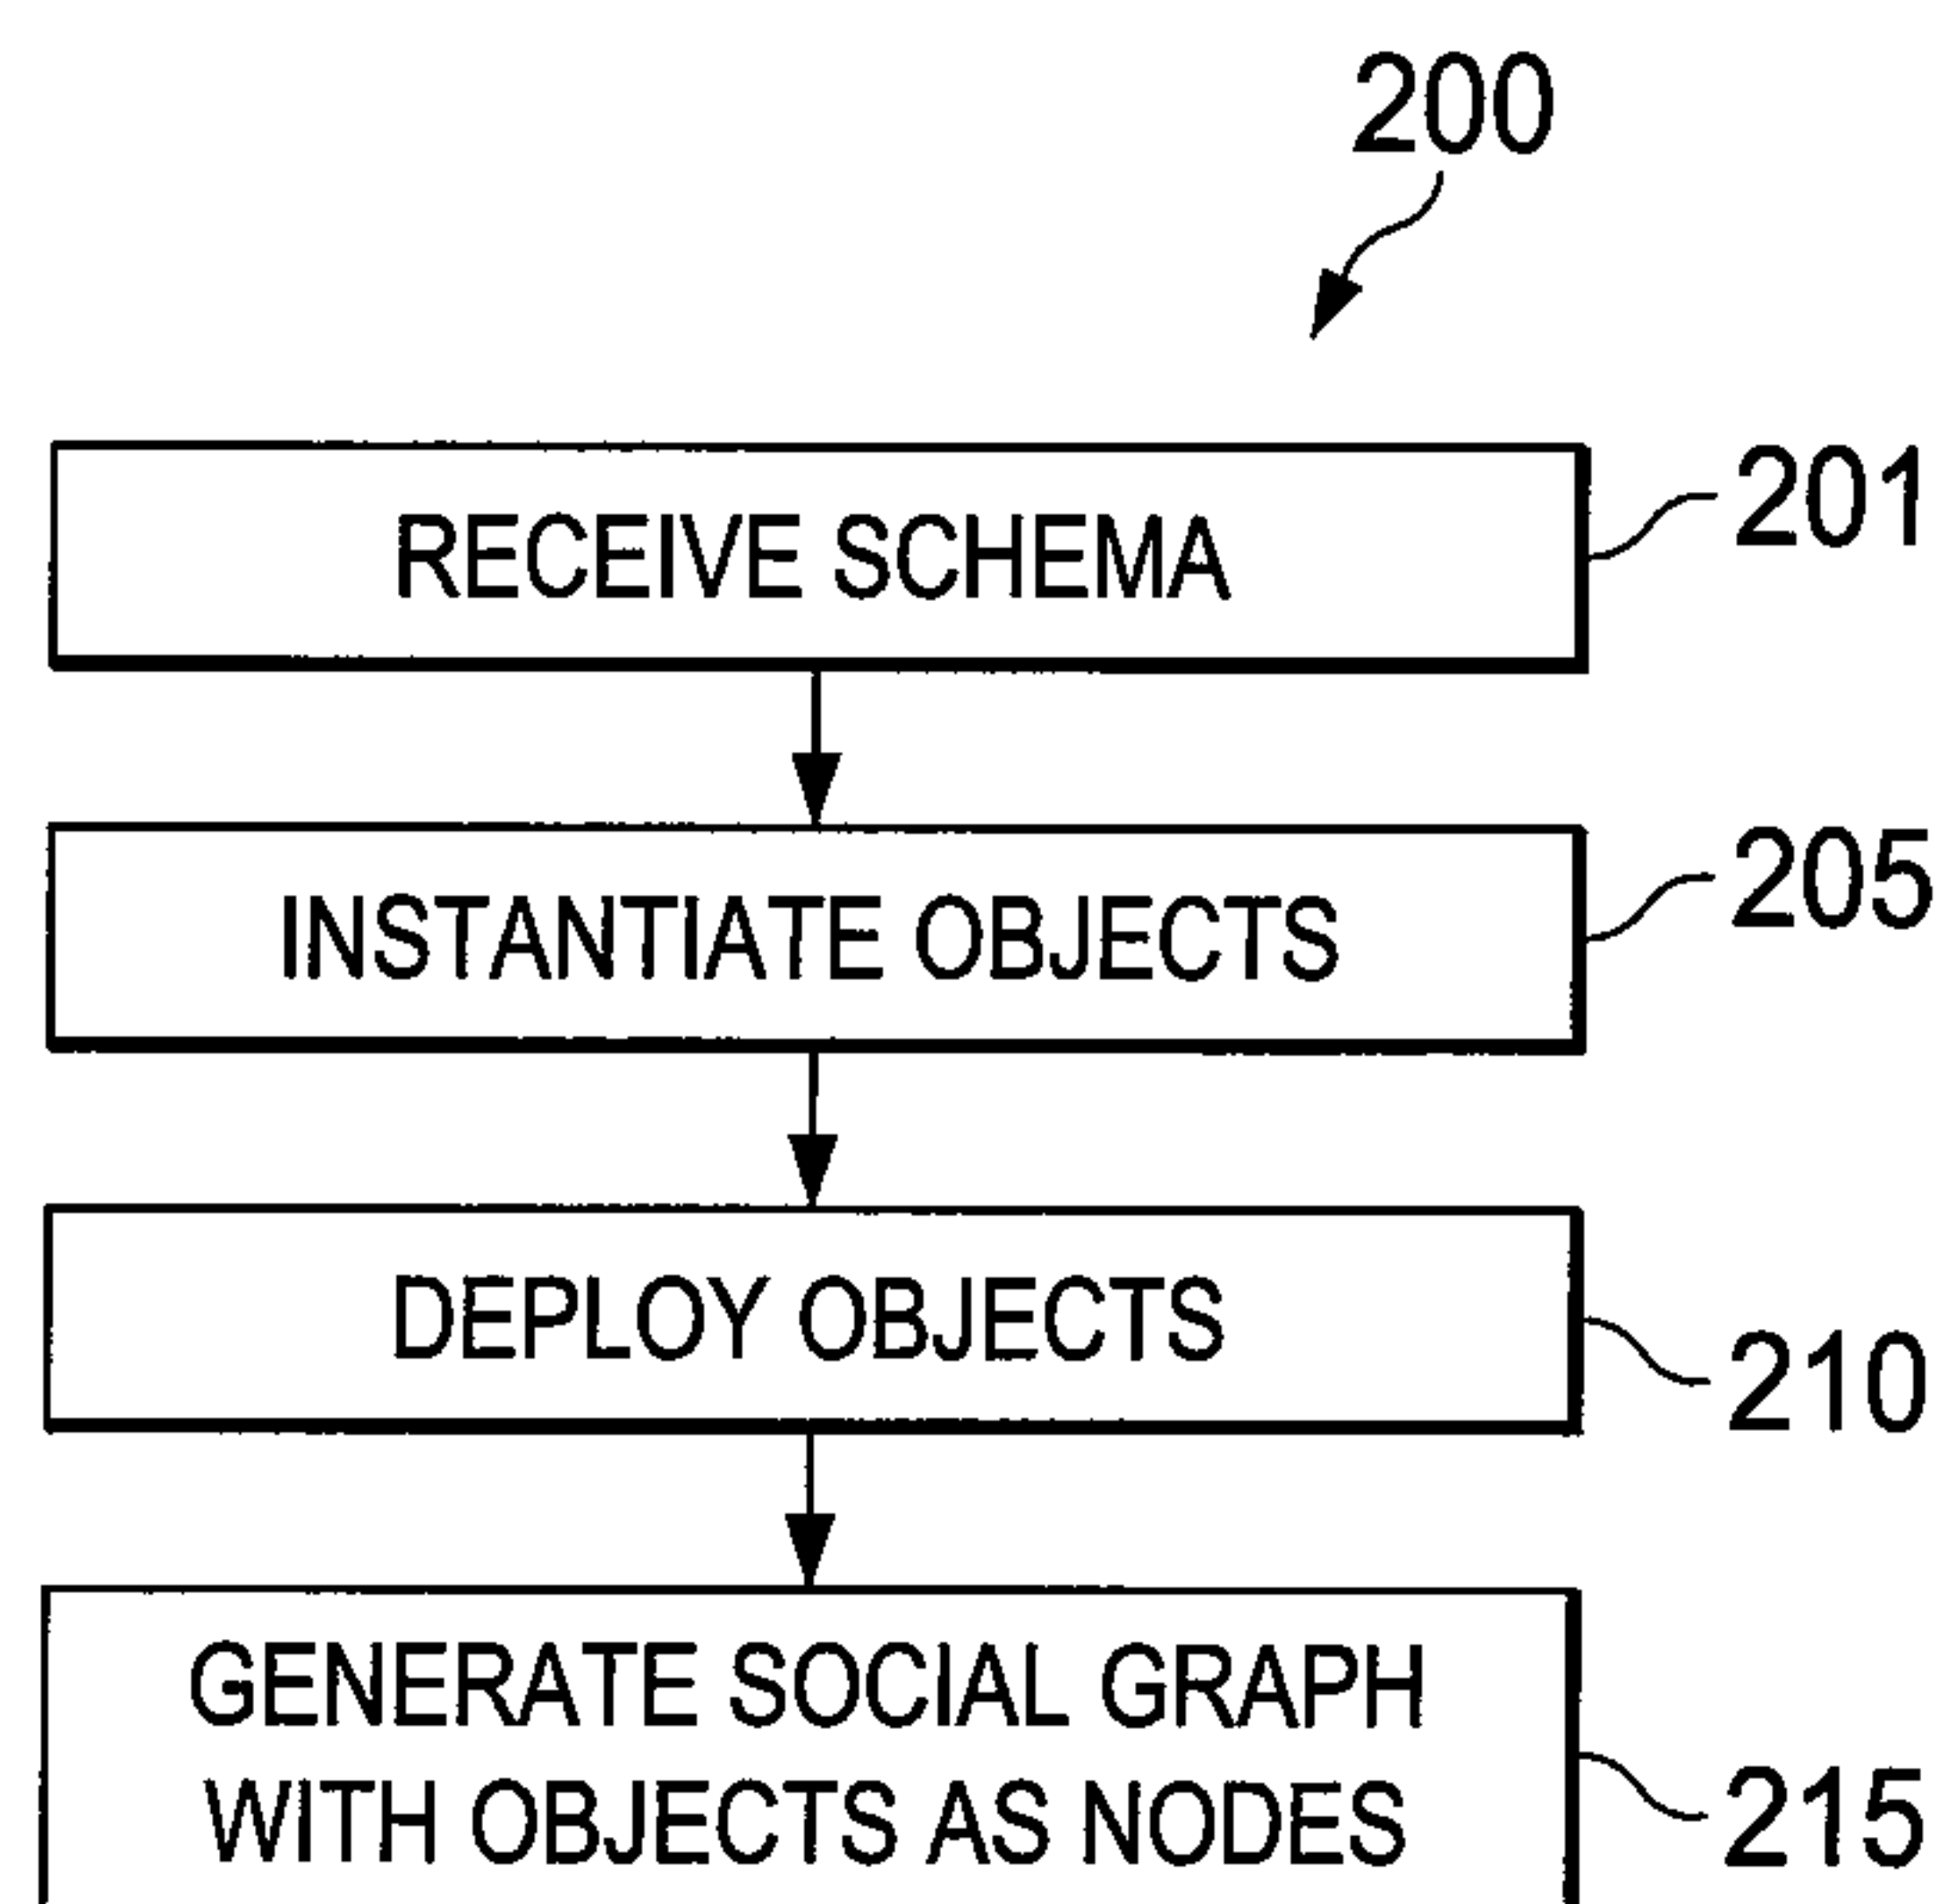 200
RECEIVE SCHEMA
201
INSTANTIATE OBJECTS
205
DEPLOY OBJECTS
210
GENERATE SOCIAL GRAPH
WITH OBJECTS AS NODES
215